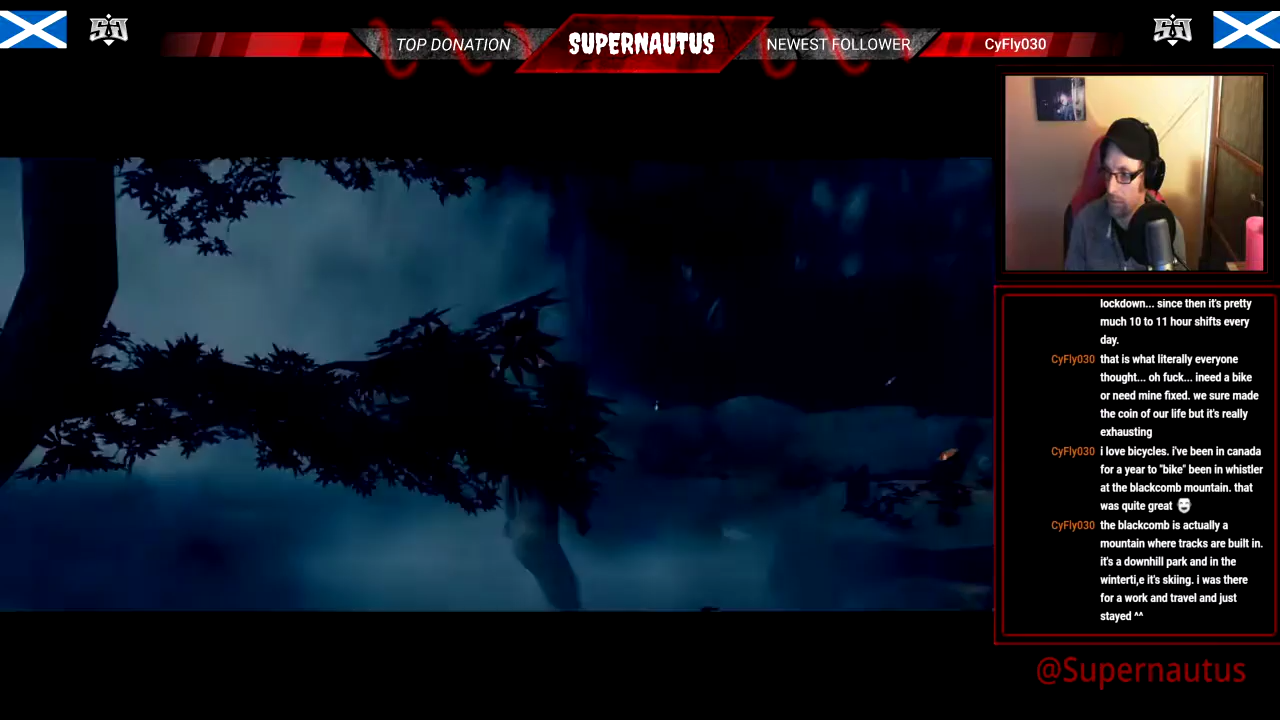 TOP DONATION
SUPERNAUTUS
NEWEST FOLLOWER
CyFly030
lockdown... since then it's pretty
much 10 to 11 hour shifts every
day.
CyFly030 that is what literally everyone
thought... oh fuck... ineed a bike
or need mine fixed. we sure made
the coin of our life but it's really
exhausting
CyFly030 i love bicycles. i've been in canada
for a year to "bike" been in whistler
at the blackcomb mountain. that
was quite great
CyFly030 the blackcomb is actually a
mountain where tracks are built in.
it's a downhill park and in the
winterti,e it's skiing. i was there
for a work and travel and just
stayed ^^
@Supernautus